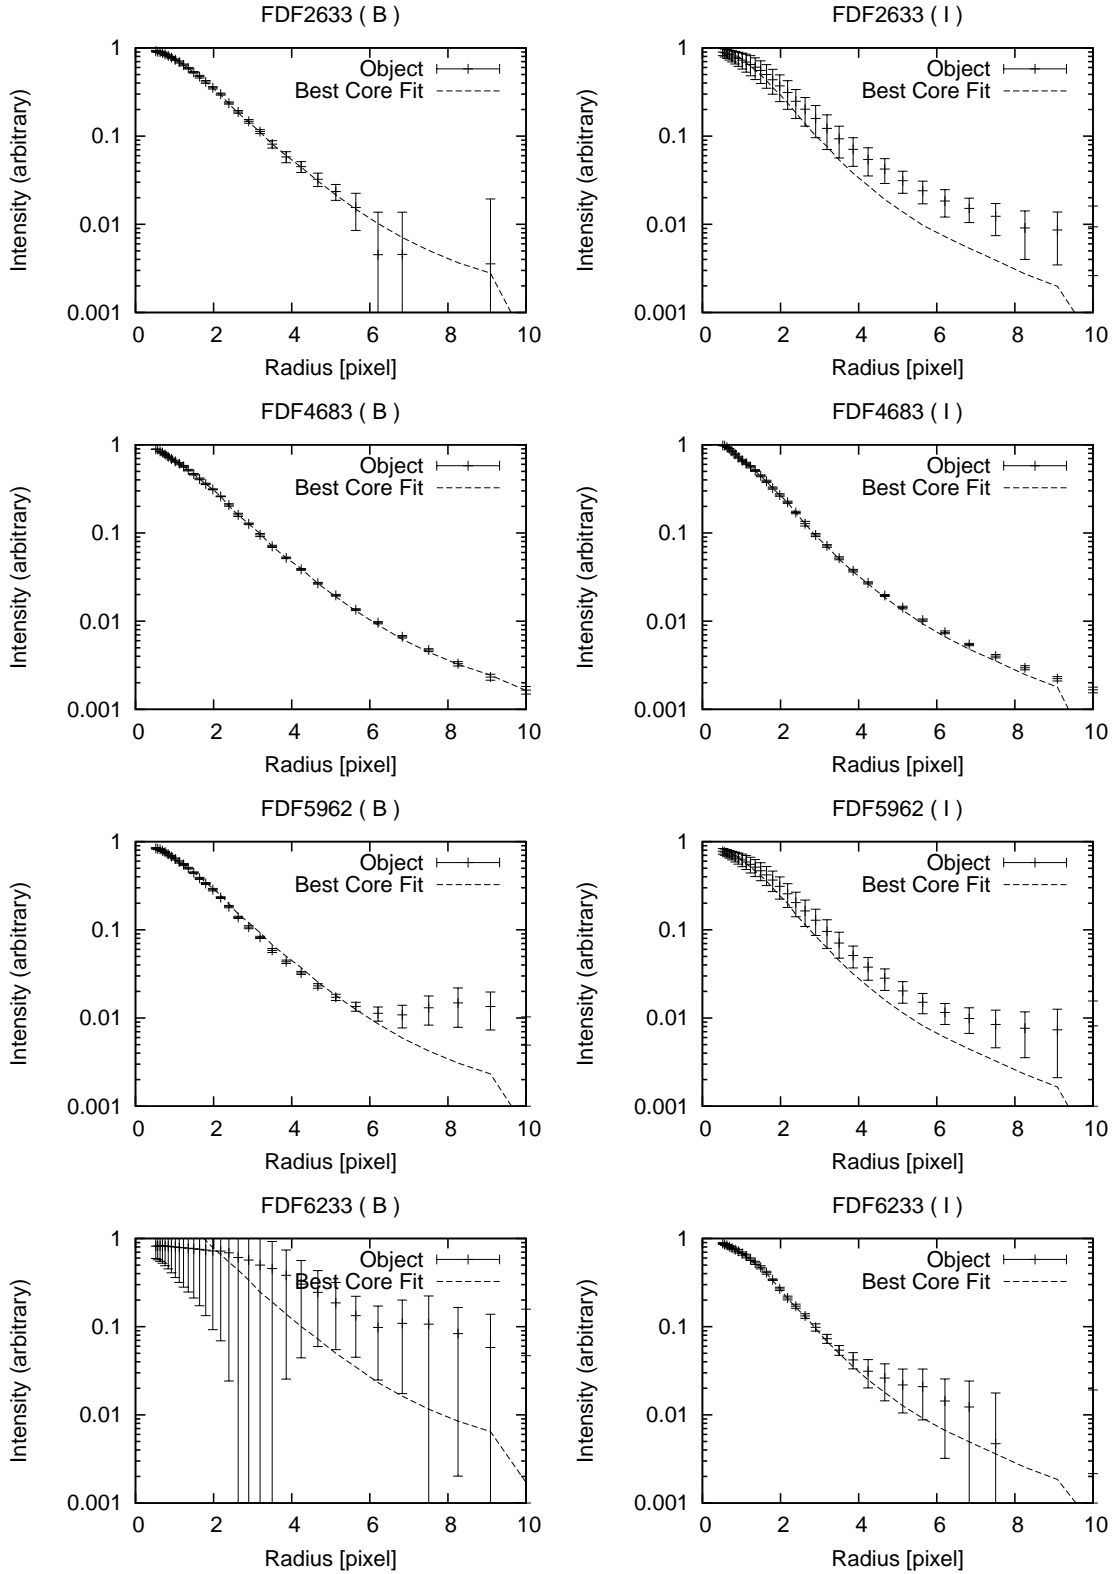 FDF2633 ( B )
1
0.1
0.01
0.001
Intensity (arbitrary)
Object
Best Core Fit
0 2 4 6 8 10
Radius [pixel]
FDF2633 ( I )
1
0.1
0.01
0.001
Intensity (arbitrary)
Object
Best Core Fit
0 2 4 6 8 10
Radius [pixel]
FDF4683 ( B )
1
0.1
0.01
0.001
Intensity (arbitrary)
Object
Best Core Fit
0 2 4 6 8 10
Radius [pixel]
FDF4683 ( I )
1
0.1
0.01
0.001
Intensity (arbitrary)
Object
Best Core Fit
0 2 4 6 8 10
Radius [pixel]
FDF5962 ( B )
1
0.1
0.01
0.001
Intensity (arbitrary)
Object
Best Core Fit
0 2 4 6 8 10
Radius [pixel]
FDF5962 ( I )
1
0.1
0.01
0.001
Intensity (arbitrary)
Object
Best Core Fit
0 2 4 6 8 10
Radius [pixel]
FDF6233 ( B )
1
0.1
0.01
0.001
Intensity (arbitrary)
Object
Best Core Fit
0 2 4 6 8 10
Radius [pixel]
FDF6233 ( I )
1
0.1
0.01
0.001
Intensity (arbitrary)
Object
Best Core Fit
0 2 4 6 8 10
Radius [pixel]